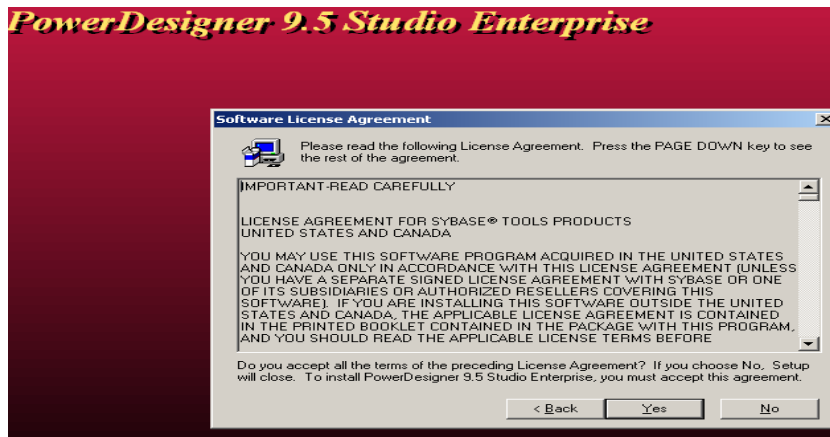 PowerDesigner 9.5 Studio Enterprise
Software License Agreement
Please read the following License Agreement. Press the PAGE DOWN key to see
the rest of the agreement.
IMPORTANT-READ CAREFULLY
LICENSE AGREEMENT FOR SYBASE® TOOLS PRODUCTS
UNITED STATES AND CANADA
YOU MAY USE THIS SOFTWARE PROGRAM ACQUIRED IN THE UNITED STATES
AND CANADA ONLY IN ACCORDANCE WITH THIS LICENSE AGREEMENT (UNLESS
YOU HAVE A SEPARATE SIGNED LICENSE AGREEMENT WITH SYBASE OR ONE
OF ITS SUBSIDIARIES OR AUTHORIZED RESELLERS COVERING THIS
SOFTWARE). IF YOU ARE INSTALLING THIS SOFTWARE OUTSIDE THE UNITED
STATES AND CANADA, THE APPLICABLE LICENSE AGREEMENT IS CONTAINED
IN THE PRINTED BOOKLET CONTAINED IN THE PACKAGE WITH THIS PROGRAM,
AND YOU SHOULD READ THE APPLICABLE LICENSE TERMS BEFORE
Do you accept all the terms of the preceding License Agreement? If you choose No, Setup
will close. To install PowerDesigner 9.5 Studio Enterprise, you must accept this agreement.
< Back Yes No